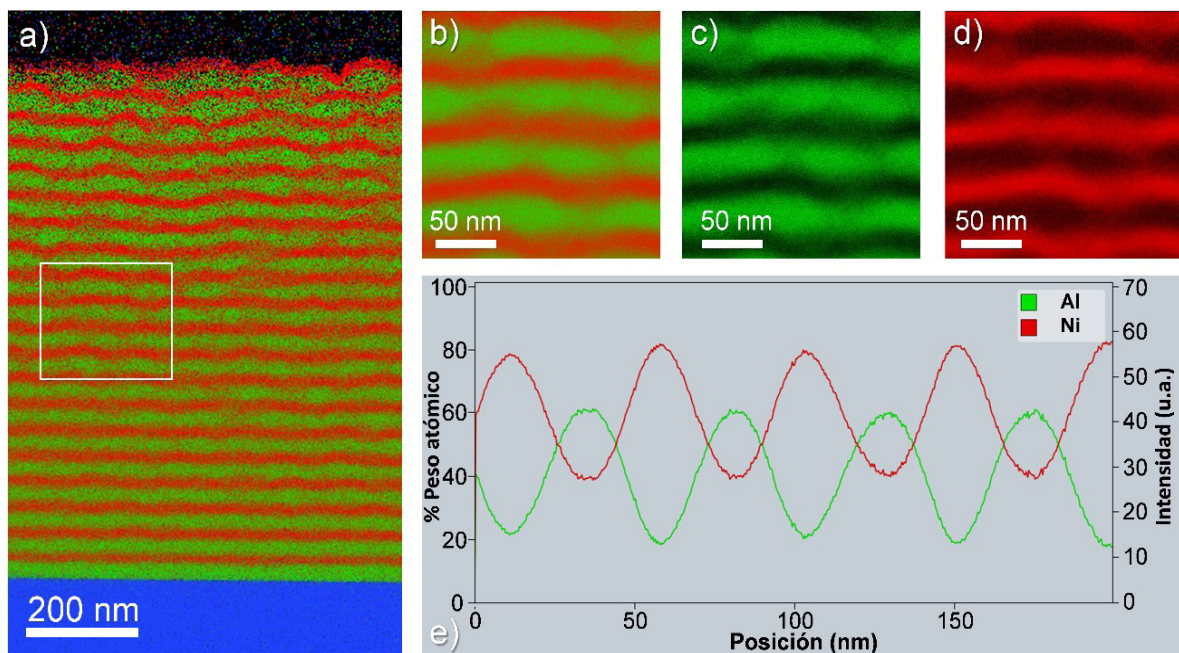 a)
200 nm
b)
50 nm
c)
50 nm
d)
50 nm
e)
% Peso atómico
100
80
60
40
20
0
Al
Ni
70
60
50
40
30
20
10
0
Intensidad (u.a.)
0
50
100
150
Posición (nm)